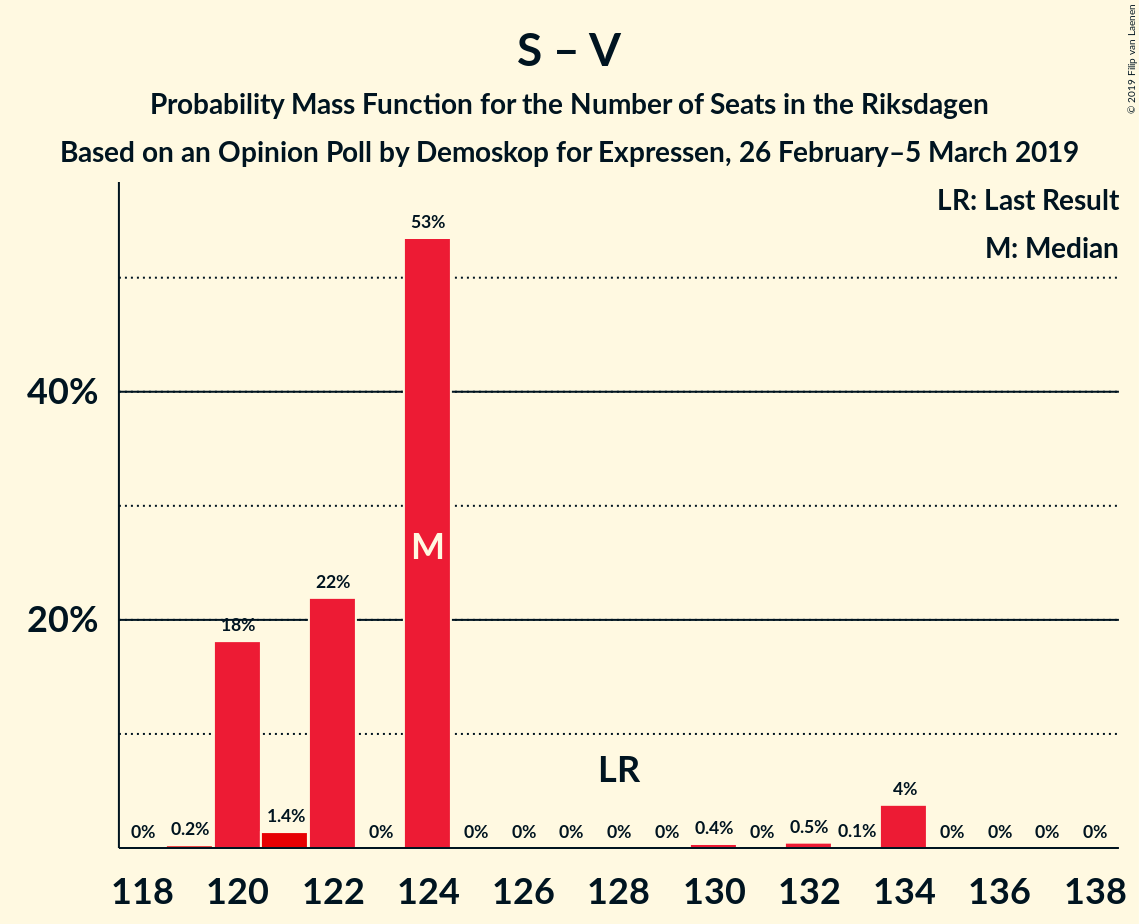 S – V
Probability Mass Function for the Number of Seats in the Riksdagen
Based on an Opinion Poll by Demoskop for Expressen, 26 February–5 March 2019
© 2019 Filip van Laenen
LR: Last Result
M: Median
40%
20%
0%
0.2%
18%
1.4%
22%
0%
53%
M
0%
0%
0%
0%
LR
0%
0.4%
0%
0.5%
0.1%
4%
0%
0%
0%
0%
118 120 122 124 126 128 130 132 134 136 138